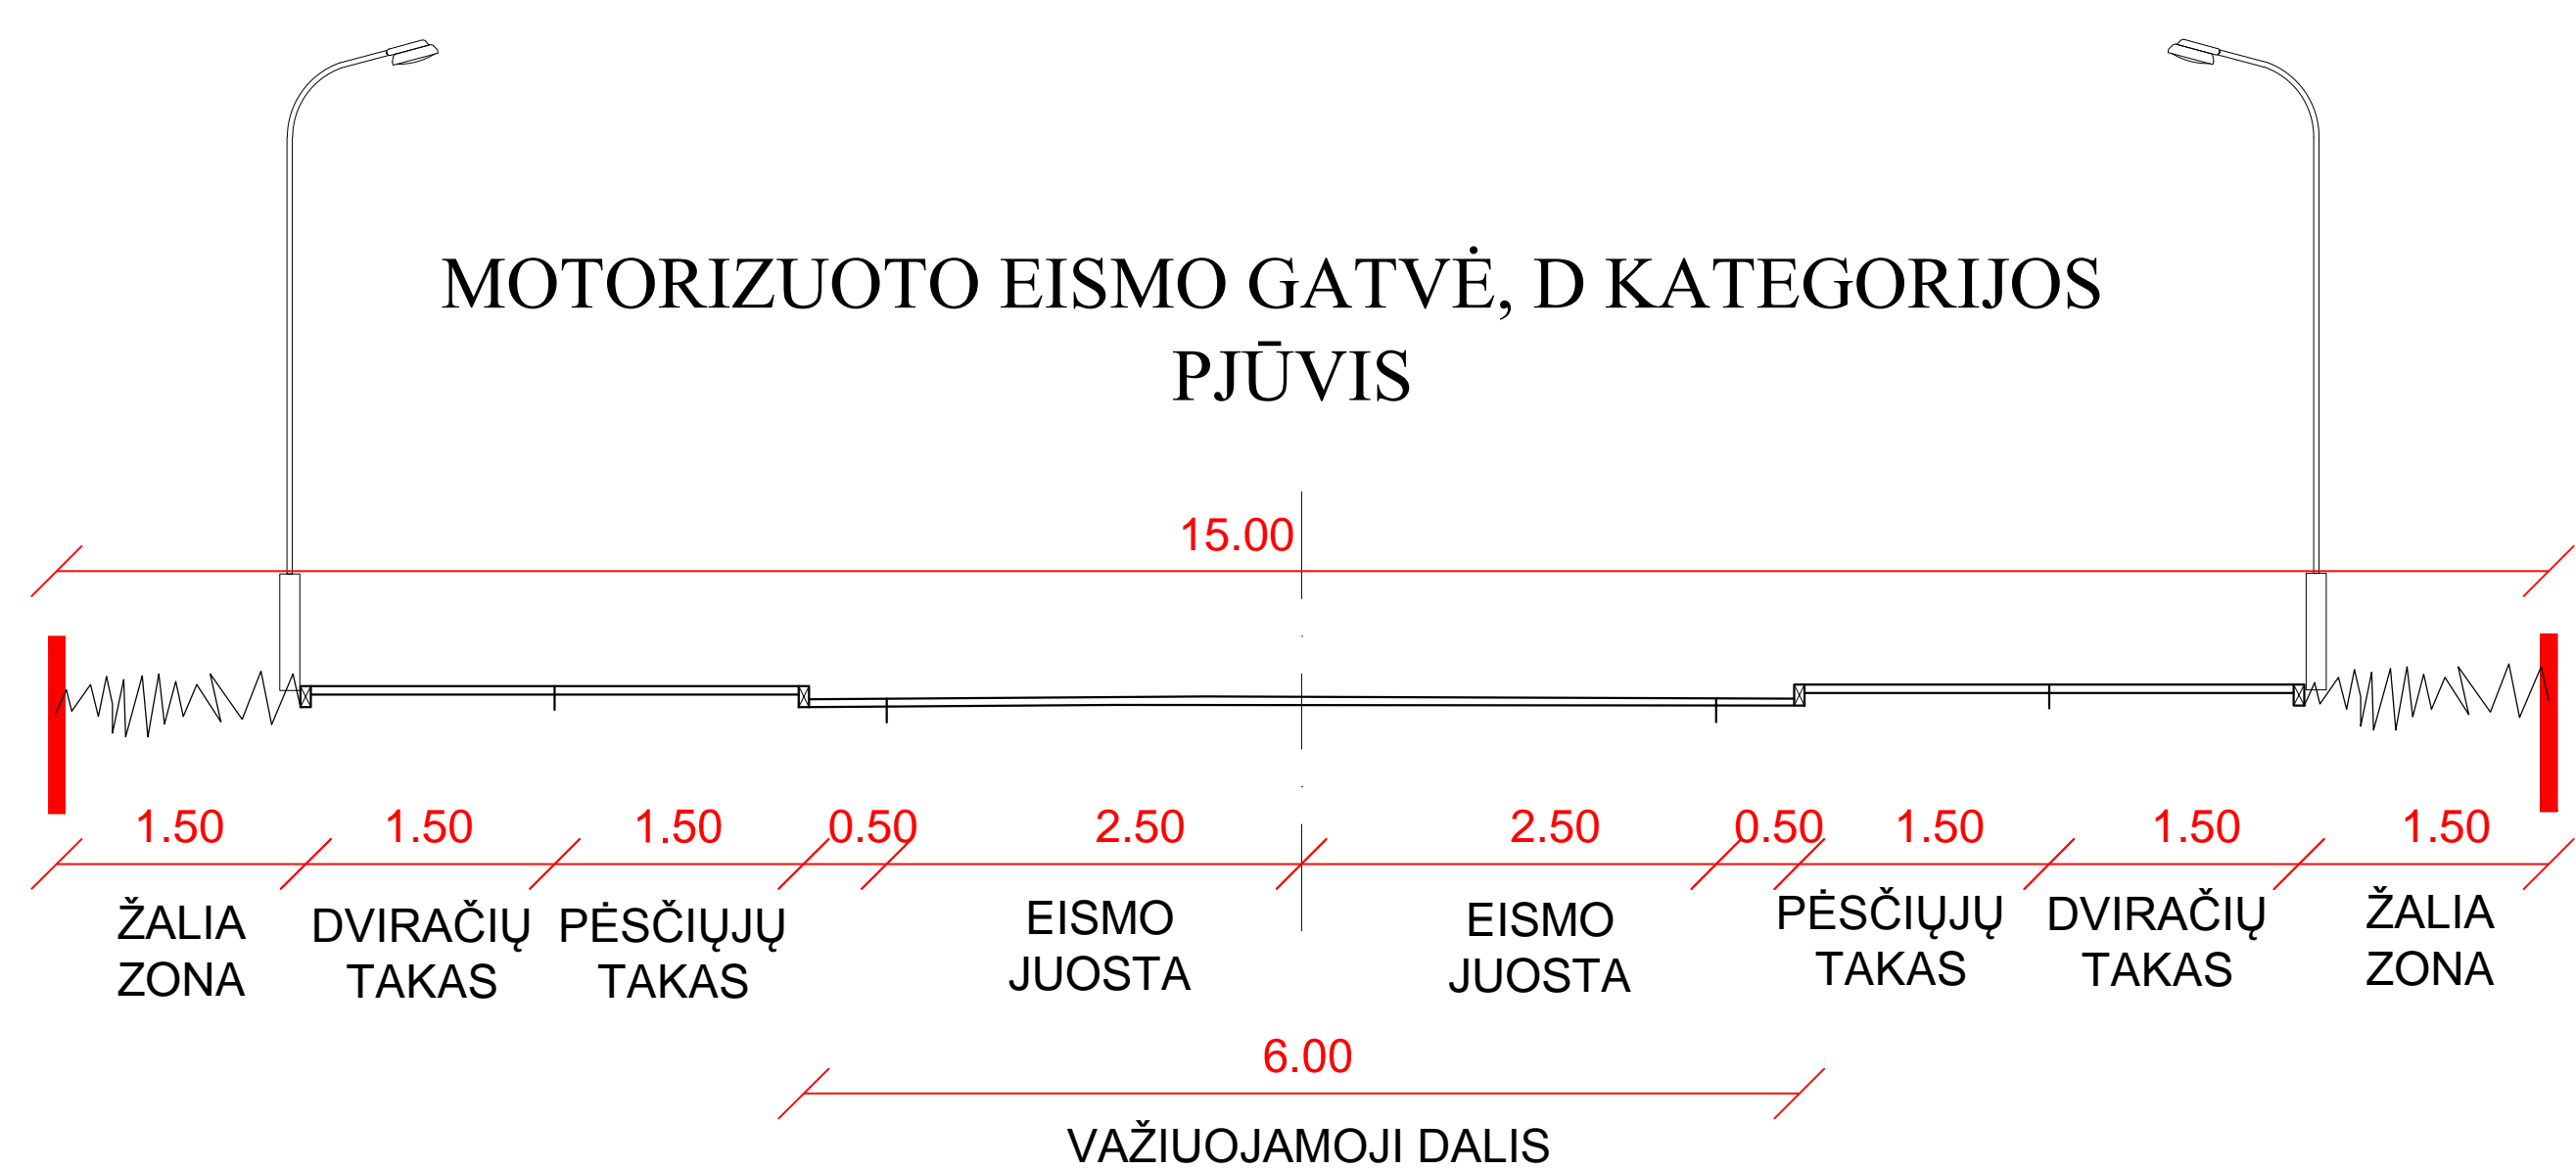 MOTORIZUOTO EISMO GATVĖ, D KATEGORIJOS
PJŪVIS
15.00
1.50 1.50 1.50 0.50 2.50 2.50 0.50 1.50 1.50 1.50
ŽALIA DVIRAČIŲ PĖSČIŲJŲ EISMO EISMO PĖSČIŲJŲ DVIRAČIŲ ŽALIA
ZONA TAKAS TAKAS JUOSTA JUOSTA TAKAS TAKAS ZONA
6.00
VAŽIUOJAMOJI DALIS